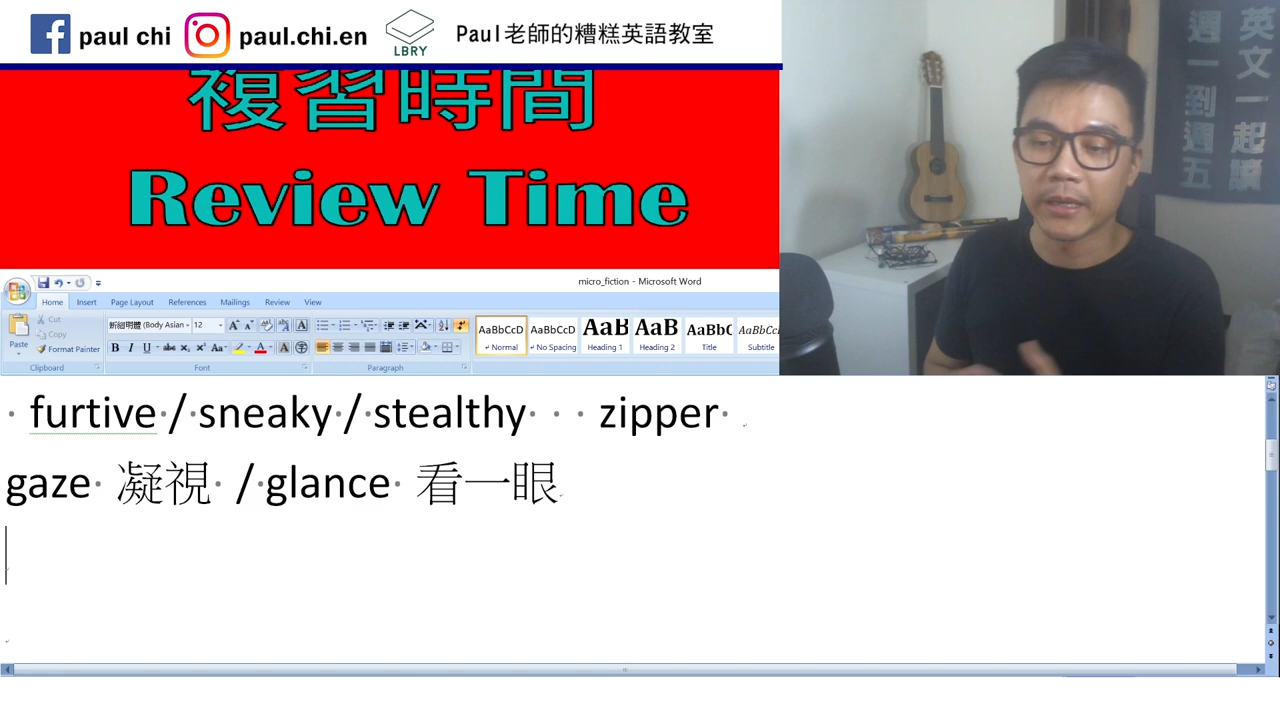 paul chi paul.chi.en LBRY Paul老師的糟糕英語教室
複習時間
Review Time
英文一起讀
週一到週五
micro_fiction - Microsoft Word
Home Insert Page Layout References Mailings Review View
Paste Cut Copy Format Painter
新細明體 (Body Asian 12
B I U abc X₂ X² Aa A A
AaBbCcD AaBbCcD AaB AaB AaBbC AaBbCc
Normal No Spacing Heading 1 Heading 2 Title Subtitle
Clipboard Font Paragraph
furtive / sneaky / stealthy zipper
gaze 凝視 / glance 看一眼